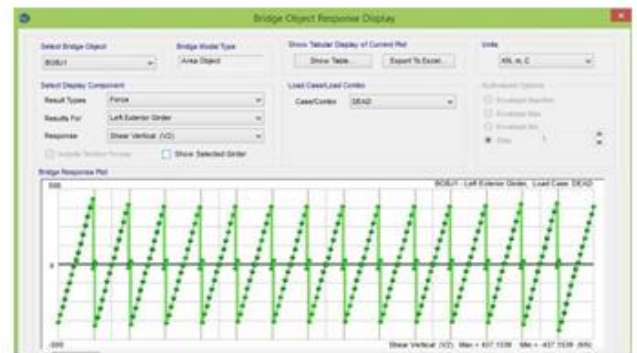 Bridge Object Response Display
Select Bridge Object
Bridge Model Type
Area Object
Show Tabular Display of Current Plot
Show Table...
Export To Excel...
Units
KN, m, C
Select Display Component
Result Types
Force
Results For
Left Exterior Girder
Response
Shear Vertical (V2)
Show Selected Girder
Load Case/Load Combo
Case/Combo
DEAD
Multivalued Options
Bridge Response Plot
Left Exterior Girder, Load Case DEAD
500.
0
-500.
Shear Vertical (V2)